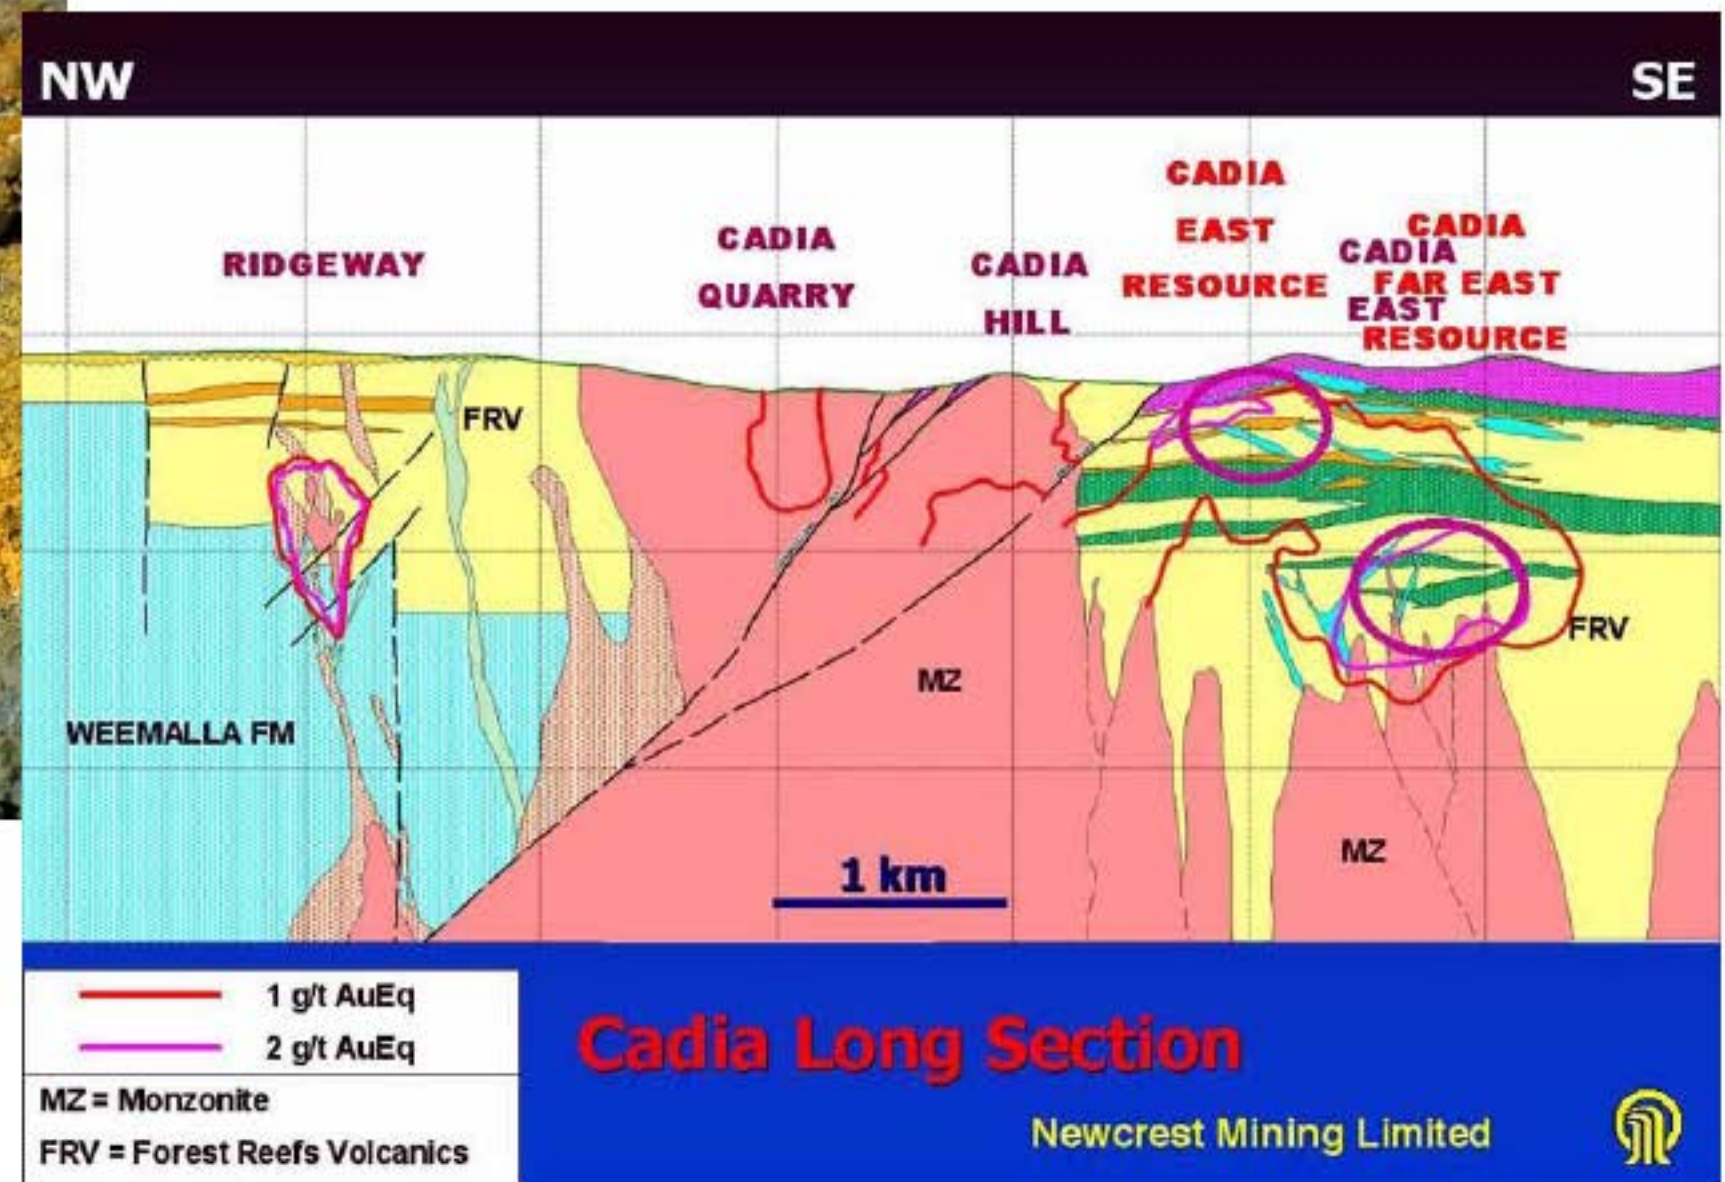 NW
SE
RIDGEWAY
CADIA
QUARRY
CADIA
HILL
CADIA
EAST
RESOURCE
CADIA
EAST
CADIA
FAR EAST
RESOURCE
FRV
FRV
WEEMALLA FM
MZ
MZ
1 km
1 g/t AuEq
2 g/t AuEq
MZ = Monzonite
FRV = Forest Reefs Volcanics
Cadia Long Section
Newcrest Mining Limited